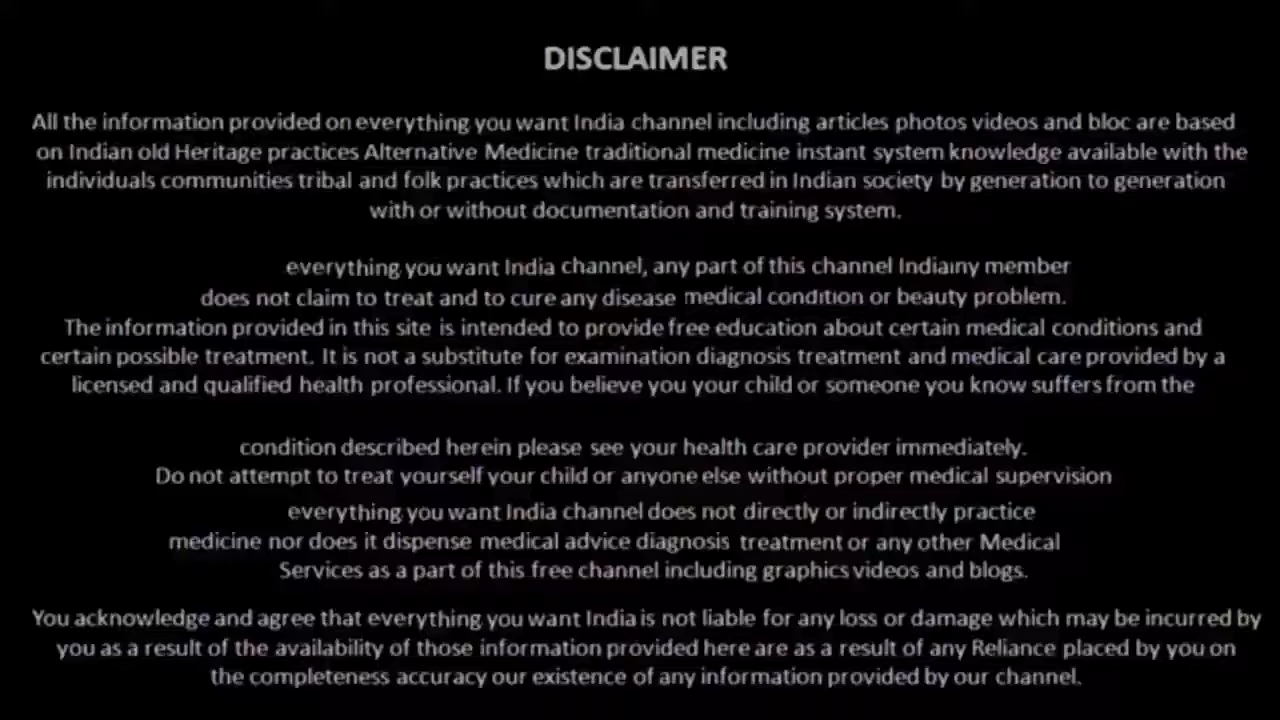 DISCLAIMER
All the information provided on everything you want India channel including articles photos videos and bloc are based
on Indian old Heritage practices Alternative Medicine traditional medicine instant system knowledge available with the
individuals communities tribal and folk practices which are transferred in Indian society by generation to generation
with or without documentation and training system.
everything you want India channel, any part of this channel Indiainy member
does not claim to treat and to cure any disease medical condition or beauty problem.
The information provided in this site is intended to provide free education about certain medical conditions and
certain possible treatment. It is not a substitute for examination diagnosis treatment and medical care provided by a
licensed and qualified health professional. If you believe you your child or someone you know suffers from the
condition described herein please see your health care provider immediately.
Do not attempt to treat yourself your child or anyone else without proper medical supervision
everything you want India channel does not directly or indirectly practice
medicine nor does it dispense medical advice diagnosis treatment or any other Medical
Services as a part of this free channel including graphics videos and blogs.
You acknowledge and agree that everything you want India is not liable for any loss or damage which may be incurred by
you as a result of the availability of those information provided here are as a result of any Reliance placed by you on
the completeness accuracy our existence of any information provided by our channel.